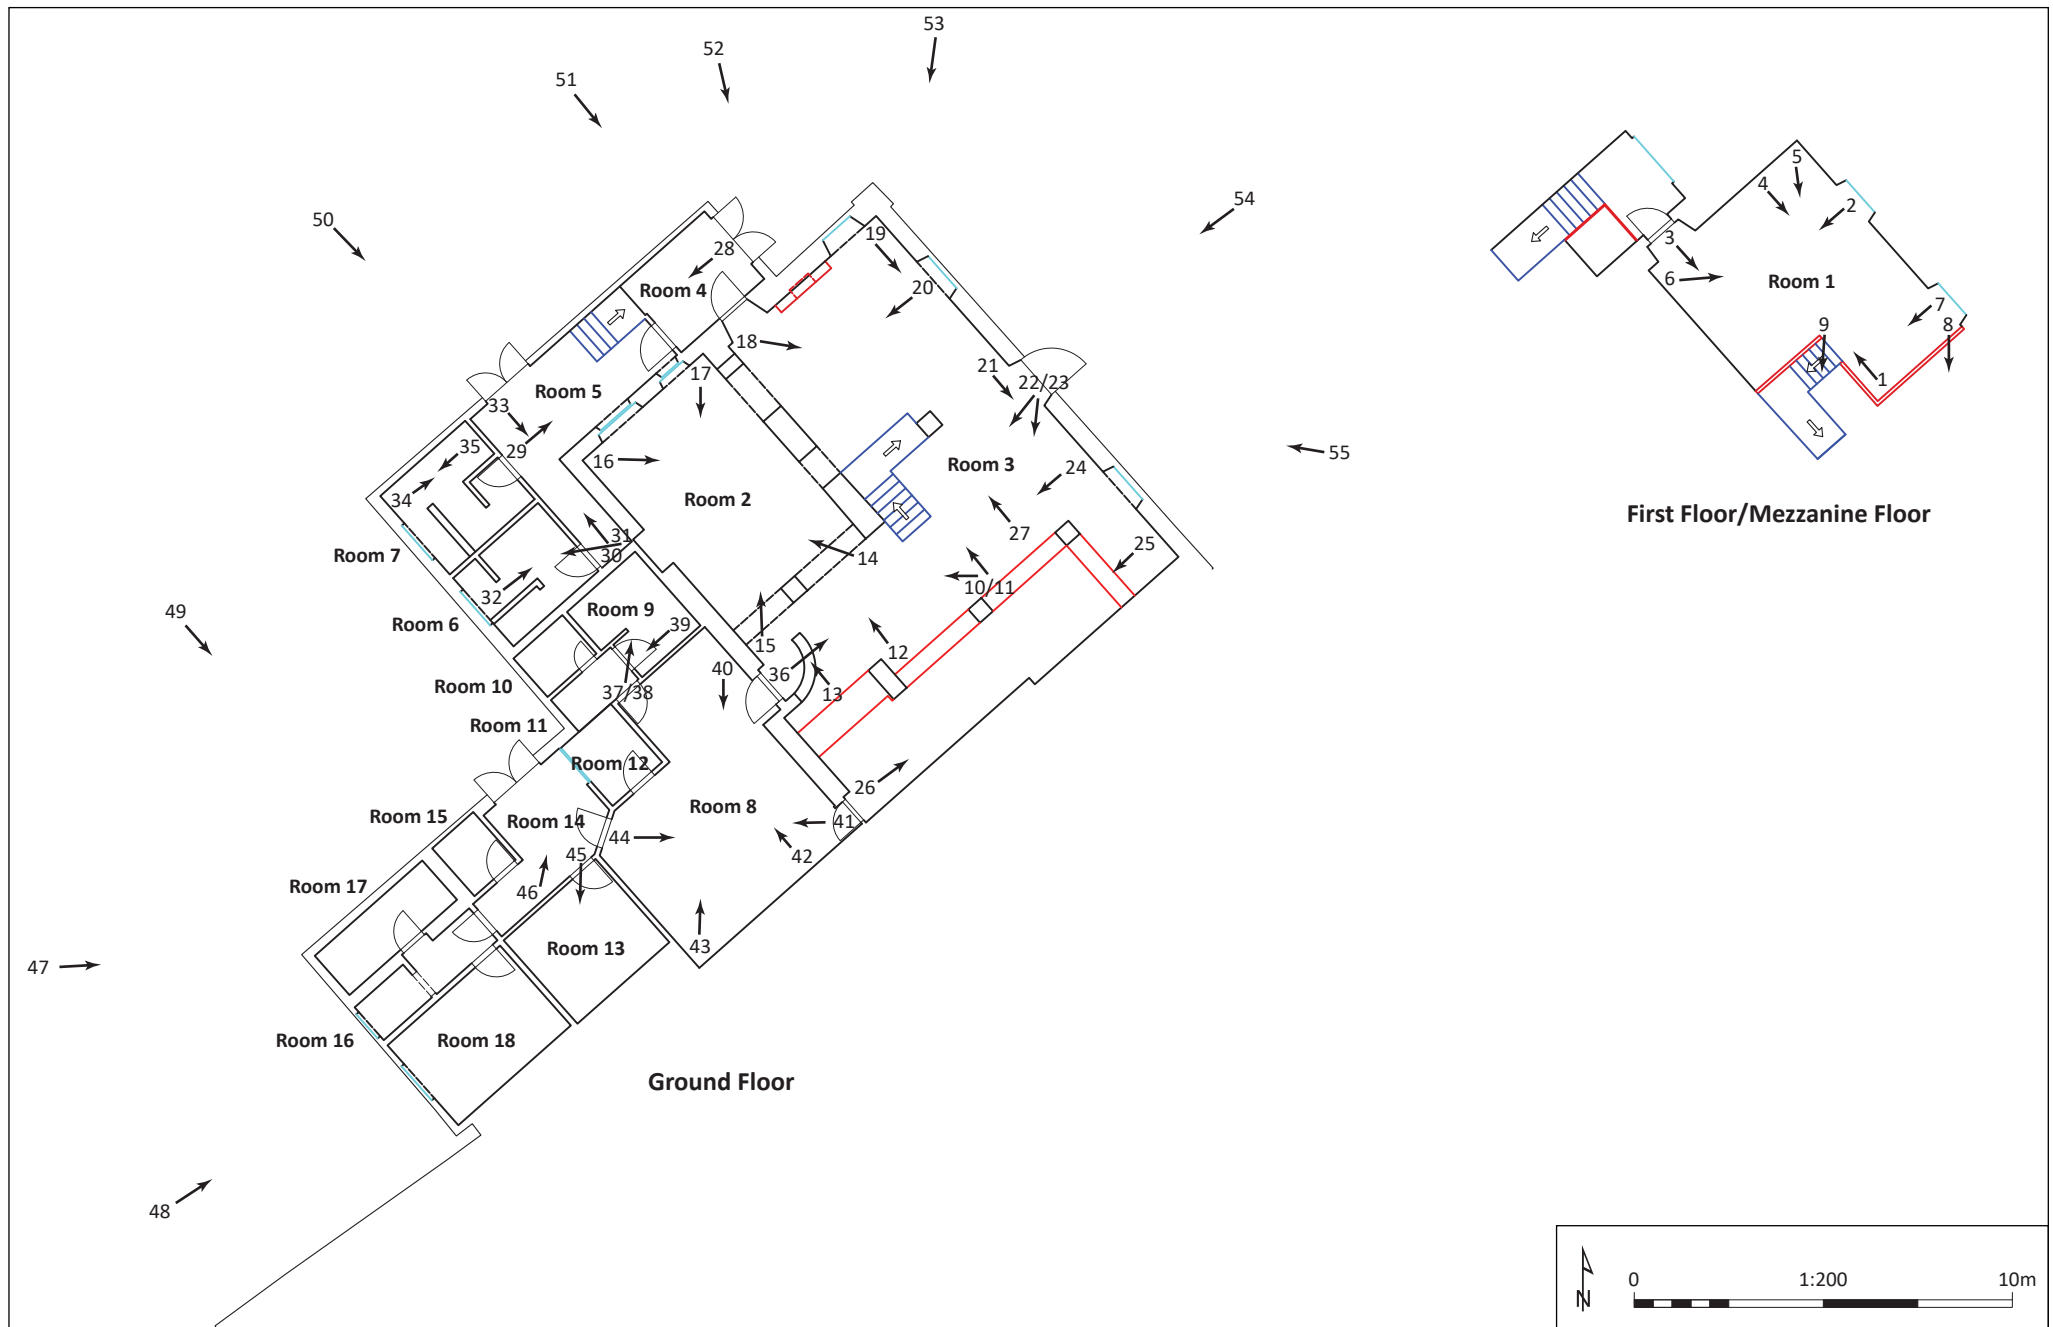 53
52
51
54
50
55
49
47
48
28
Room 4
19
20
18
17
21
22/23
Room 5
33
29
35
34
16
Room 2
Room 3
24
27
25
14
31
30
Room 7
32
Room 6
10/11
Room 9
39
15
12
36
13
40
37/38
Room 10
Room 11
Room 12
26
Room 8
41
42
44
Room 15
Room 14
45
46
Room 17
43
Room 13
Room 16
Room 18
Ground Floor
5
4
2
3
6
Room 1
7
9
8
1
First Floor/Mezzanine Floor
N
0
1:200
10m